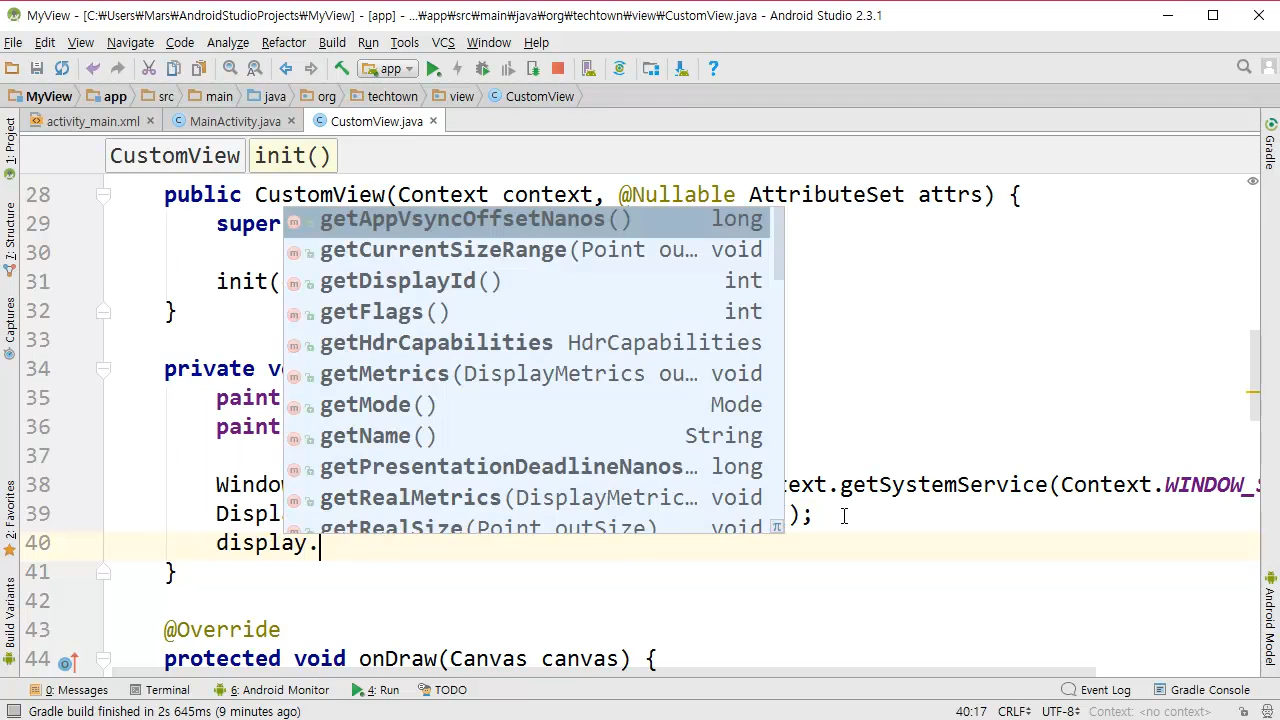 MyView - [C:₩Users₩Mars₩AndroidStudioProjects₩MyView] - [app] - ...₩app₩src₩main₩java₩org₩techtown₩view₩CustomView.java - Android Studio 2.3.1
File Edit View Navigate Code Analyze Refactor Build Run Tools VCS Window Help
app
MyView app src main java org techtown view CustomView
activity_main.xml MainActivity.java CustomView.java
CustomView init()
28 public CustomView(Context context, @Nullable AttributeSet attrs) {
29 super
30
31 init(
32 }
33
34 private v
35 paint
36 paint
37
38 Windo
text.getSystemService(Context.WINDOW_S
39 Displ
);
40 display.
41 }
42
43 @Override
44 protected void onDraw(Canvas canvas) {
getAppVsyncOffsetNanos() long
getCurrentSizeRange(Point ou… void
getDisplayId() int
getFlags() int
getHdrCapabilities HdrCapabilities
getMetrics(DisplayMetrics ou… void
getMode() Mode
getName() String
getPresentationDeadlineNanos… long
getRealMetrics(DisplayMetric… void
getRealSize(Point outSize) void
π
1: Project
7: Structure
Captures
2: Favorites
Build Variants
Gradle
Android Model
0: Messages Terminal 6: Android Monitor 4: Run TODO Event Log Gradle Console
Gradle build finished in 2s 645ms (9 minutes ago) 40:17 CRLF÷ UTF-8÷ Context: <no context>